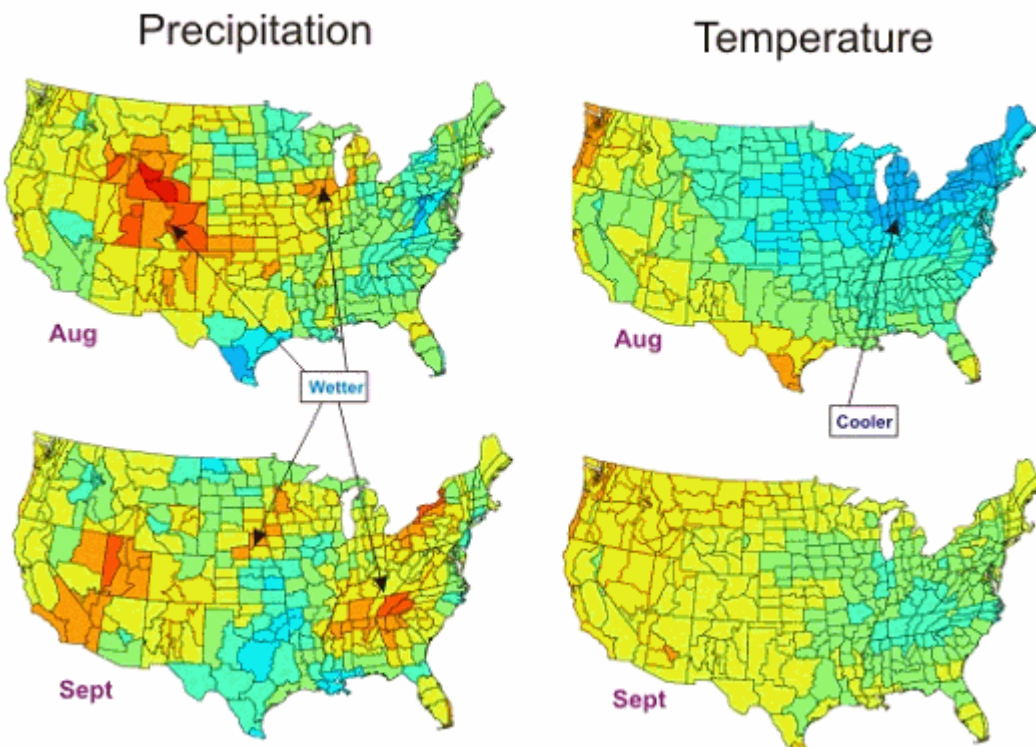 Precipitation
Temperature
Aug
Aug
Wetter
Cooler
Sept
Sept